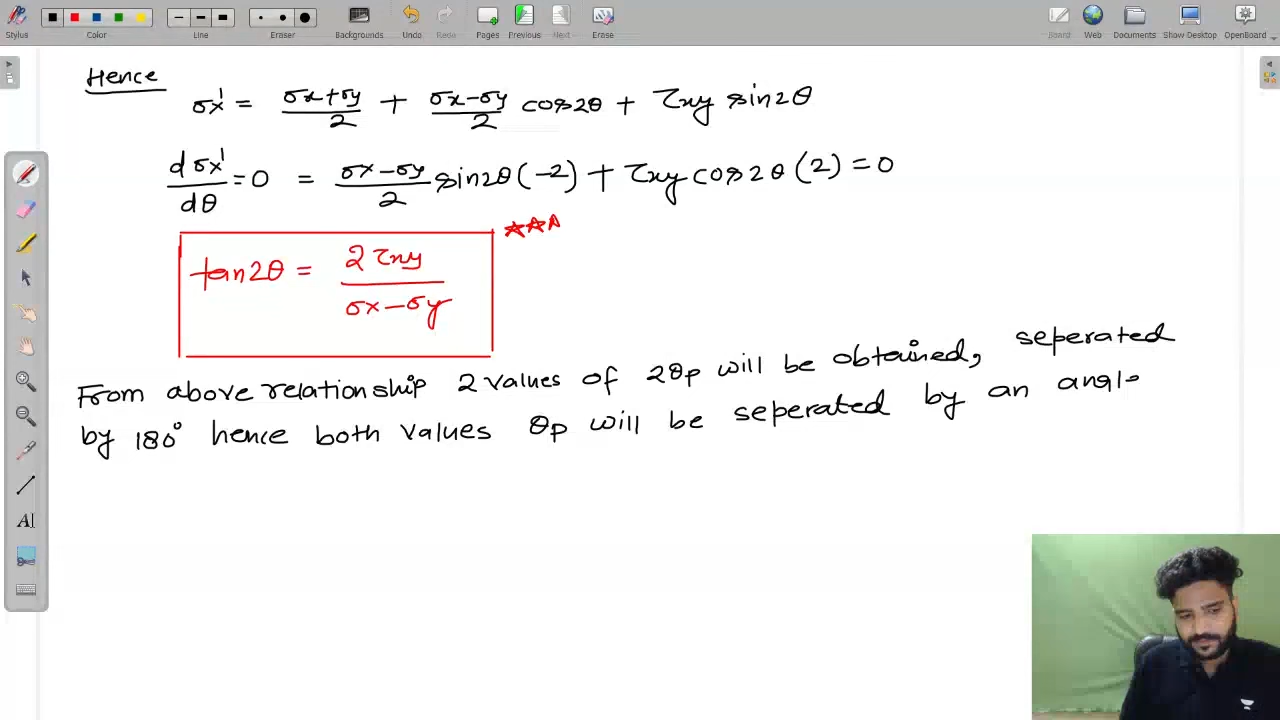 Stylus
Color
Line
Eraser
Backgrounds
Undo
Redo
Pages
Previous
Next
Erase
Board
Web
Documents
Show Desktop
OpenBoard
Hence
σx' = σx+σy/2 + σx-σy/2 cos2θ + τxy sin2θ
dσx'/dθ = 0 = σx-σy/2 sin2θ(-2) + τxy cos2θ(2) = 0
tan2θ = 2τxy/σx-σy
From above relationship 2 values of 2θp will be obtained, seperated
by 180° hence both values θp will be seperated by an angle
AI